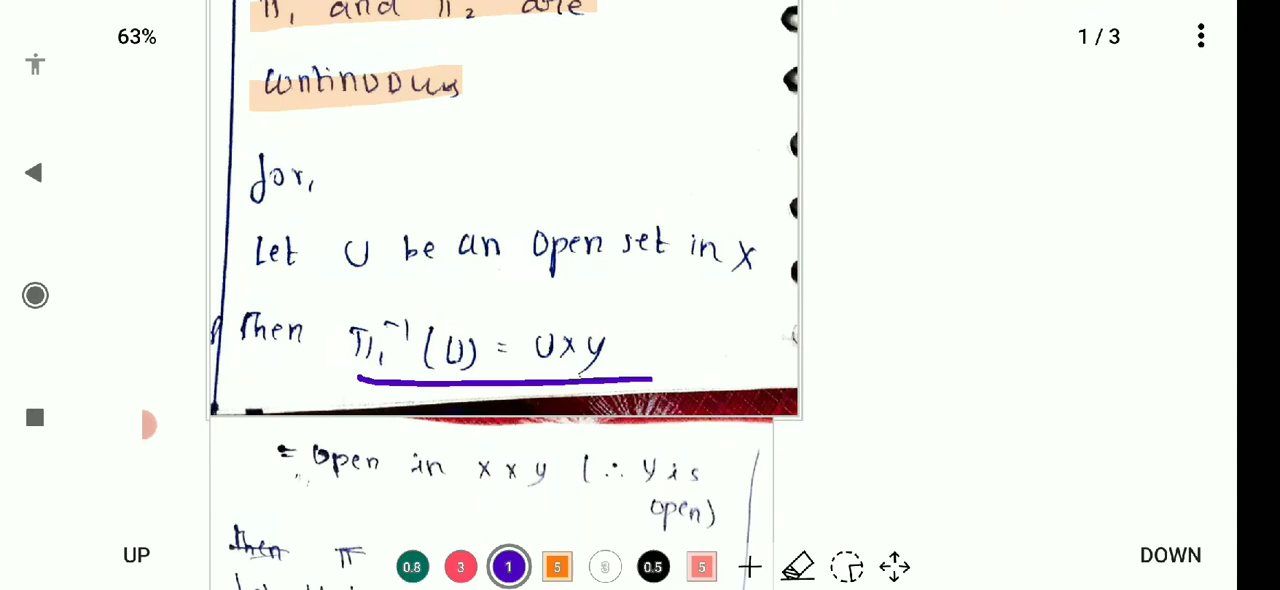 π₁ and π₂ are
63%
1 / 3
continuous
for,
Let U be an open set in X
Then π₁⁻¹(U) = U×y
= open in x × y (∴ y is
open)
then π
UP
0.8
3
1
5
3
0.5
5
DOWN